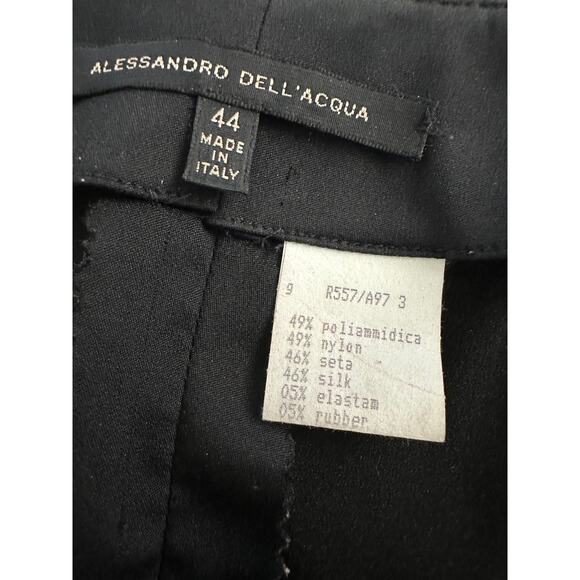 ALESSANDRO DELL'ACQUA
44
MADE
IN
ITALY
g R557/A97 3
49% poliammidica
49% nylon
46% seta
46% silk
05% elastam
05% rubber